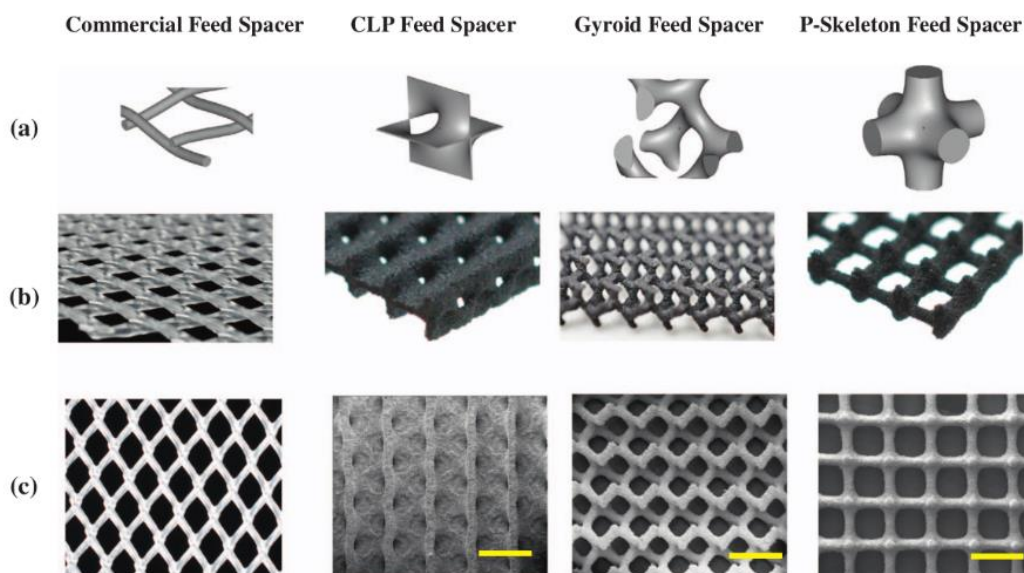 Commercial Feed Spacer CLP Feed Spacer Gyroid Feed Spacer P-Skeleton Feed Spacer
(a)
(b)
(c)